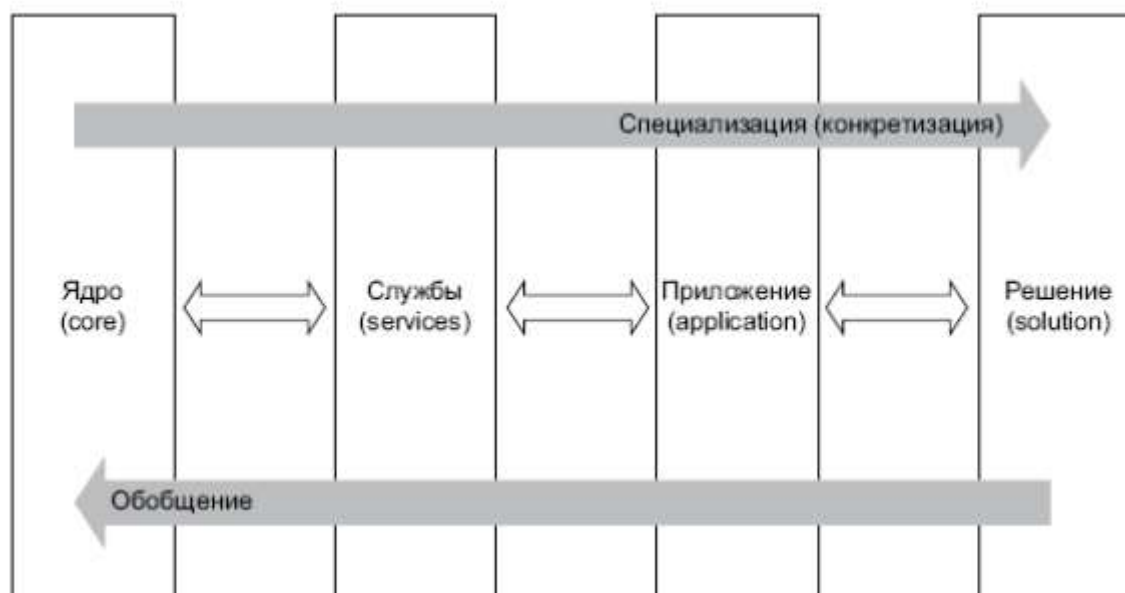 Специализация (конкретизация)
Ядро
(core)
Службы
(services)
Приложение
(application)
Решение
(solution)
Обобщение